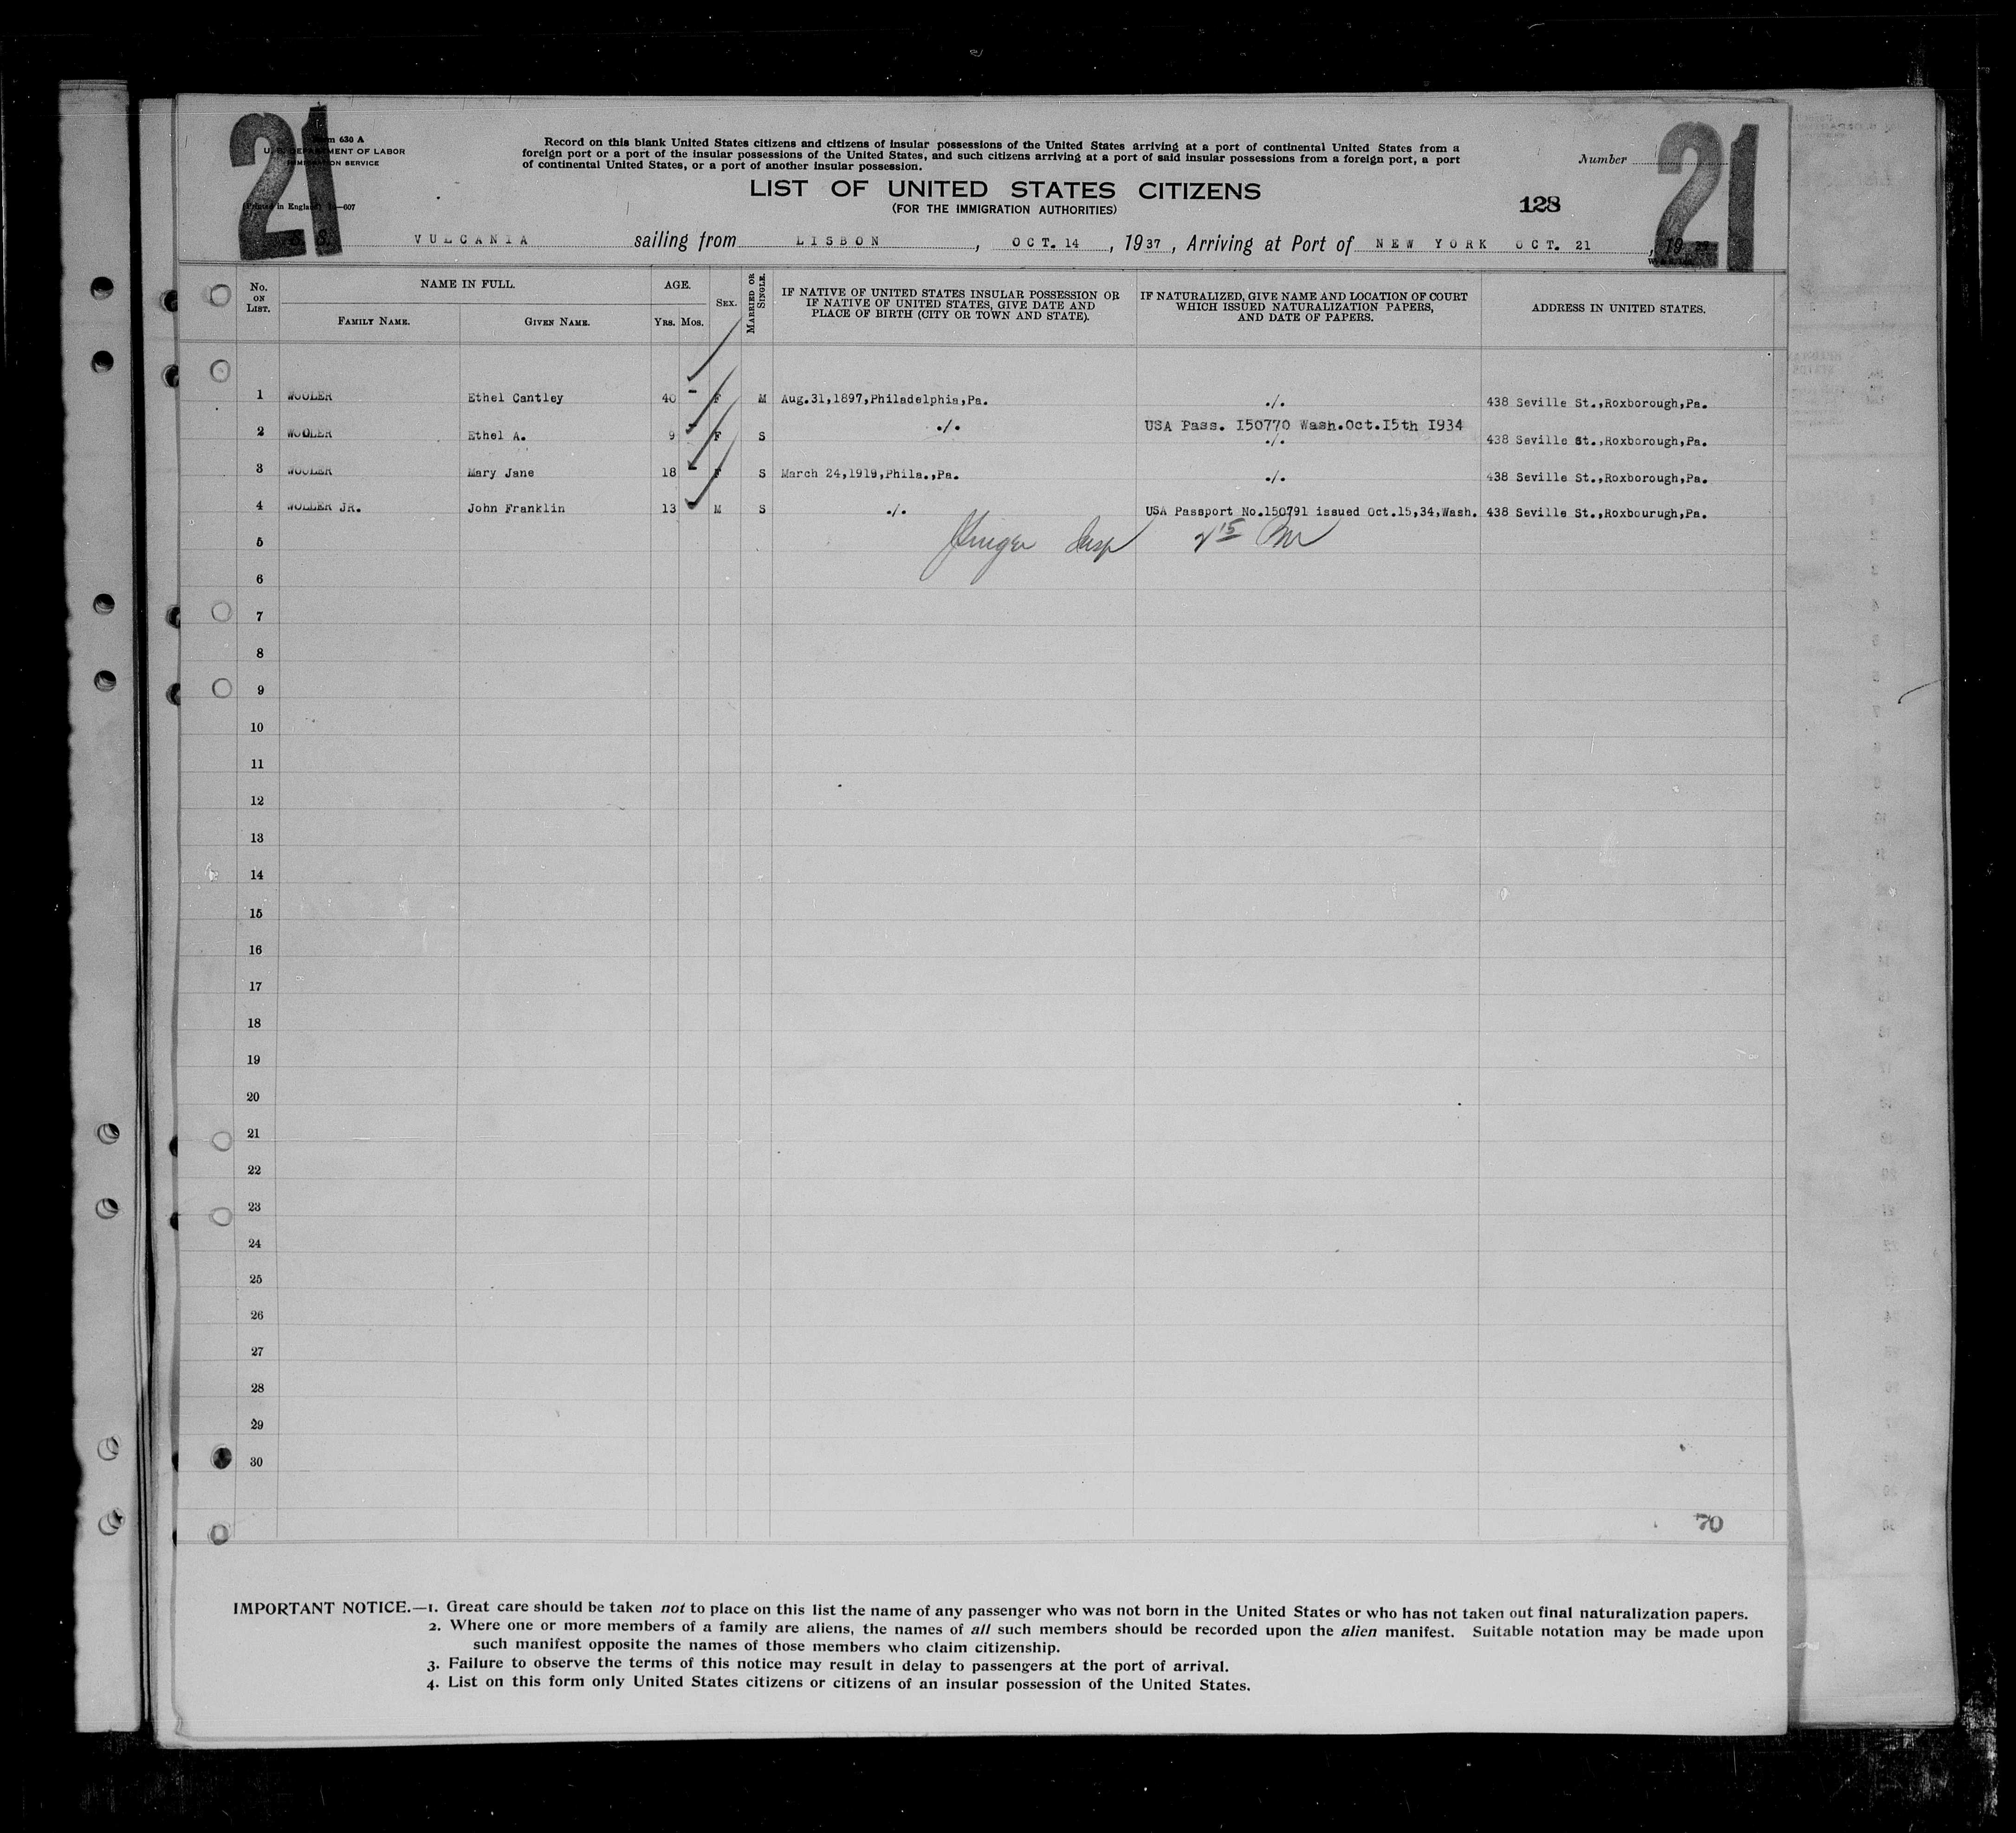 21
21
Form 630 A
U. S. DEPARTMENT OF LABOR
IMMIGRATION SERVICE
(Printed in England) 14—607
Record on this blank United States citizens and citizens of insular possessions of the United States arriving at a port of continental United States from a
foreign port or a port of the insular possessions of the United States, and such citizens arriving at a port of said insular possessions from a foreign port, a port
of continental United States, or a port of another insular possession.
Number
LIST OF UNITED STATES CITIZENS
(FOR THE IMMIGRATION AUTHORITIES)
128
S. S. VULCANIA sailing from LISBON, OCT. 14, 1937, Arriving at Port of NEW YORK OCT. 21, 19
No. ON LIST.
NAME IN FULL.
FAMILY NAME.
GIVEN NAME.
AGE.
YRS. MOS.
SEX.
MARRIED OR SINGLE.
IF NATIVE OF UNITED STATES INSULAR POSSESSION OR
IF NATIVE OF UNITED STATES, GIVE DATE AND
PLACE OF BIRTH (CITY OR TOWN AND STATE).
IF NATURALIZED, GIVE NAME AND LOCATION OF COURT
WHICH ISSUED NATURALIZATION PAPERS,
AND DATE OF PAPERS.
ADDRESS IN UNITED STATES.
1 WOOLER Ethel Cantley 40 - F M Aug.31,1897,Philadelphia,Pa. ./. 438 Seville St.,Roxborough,Pa.
USA Pass. I50770 Wash.Oct.I5th I934
2 WOOLER Ethel A. 9 - F S ./. ./. 438 Seville St.,Roxborough,Pa.
3 WOOLER Mary Jane 18 - F S March 24,1919,Phila.,Pa. ./. 438 Seville St.,Roxborough,Pa.
4 WOLLER JR. John Franklin 13 - M S ./. USA Passport No.150791 issued Oct.15,34,Wash. 438 Seville St.,Roxbourugh,Pa.
5
6
7
8
9
10
11
12
13
14
15
16
17
18
19
20
21
22
23
24
25
26
27
28
29
30
70
IMPORTANT NOTICE.—1. Great care should be taken not to place on this list the name of any passenger who was not born in the United States or who has not taken out final naturalization papers.
2. Where one or more members of a family are aliens, the names of all such members should be recorded upon the alien manifest. Suitable notation may be made upon
such manifest opposite the names of those members who claim citizenship.
3. Failure to observe the terms of this notice may result in delay to passengers at the port of arrival.
4. List on this form only United States citizens or citizens of an insular possession of the United States.